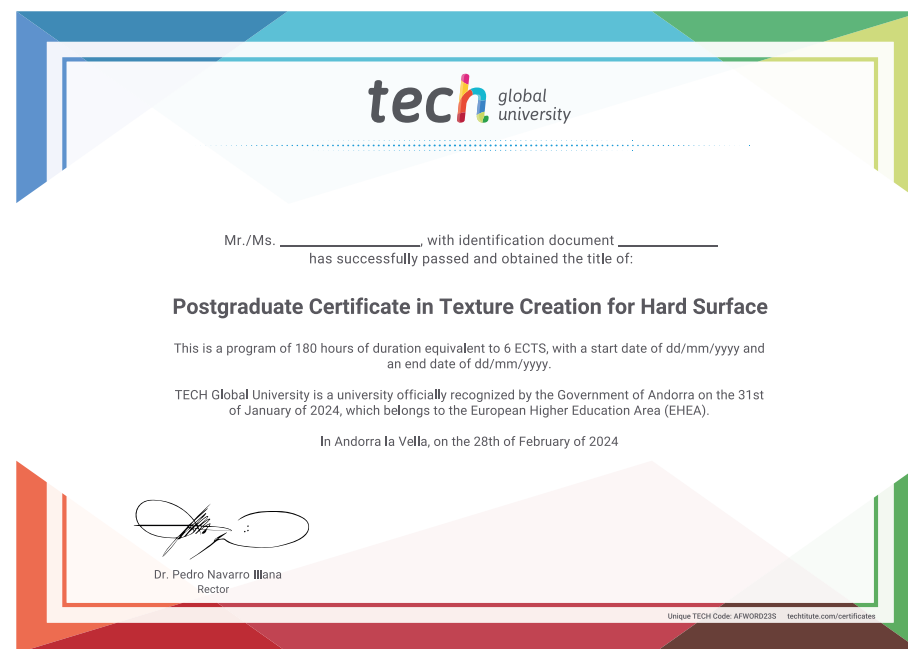 tech global university
Mr./Ms. ____________________, with identification document ______________
has successfully passed and obtained the title of:
Postgraduate Certificate in Texture Creation for Hard Surface
This is a program of 180 hours of duration equivalent to 6 ECTS, with a start date of dd/mm/yyyy and
an end date of dd/mm/yyyy.
TECH Global University is a university officially recognized by the Government of Andorra on the 31st
of January of 2024, which belongs to the European Higher Education Area (EHEA).
In Andorra la Vella, on the 28th of February of 2024
Dr. Pedro Navarro Illana
Rector
Unique TECH Code: AFWORD23S techtitute.com/certificates